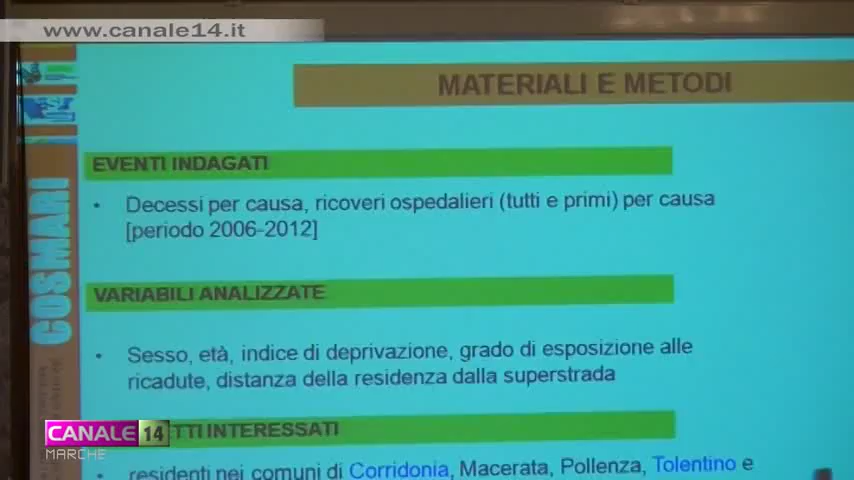 www.canale14.it
MATERIALI E METODI
EVENTI INDAGATI
• Decessi per causa, ricoveri ospedalieri (tutti e primi) per causa
[periodo 2006-2012]
VARIABILI ANALIZZATE
• Sesso, età, indice di deprivazione, grado di esposizione alle
ricadute, distanza della residenza dalla superstrada
TTI INTERESSATI
• residenti nei comuni di Corridonia, Macerata, Pollenza, Tolentino e
COSMARI
CANALE 14
MARCHE